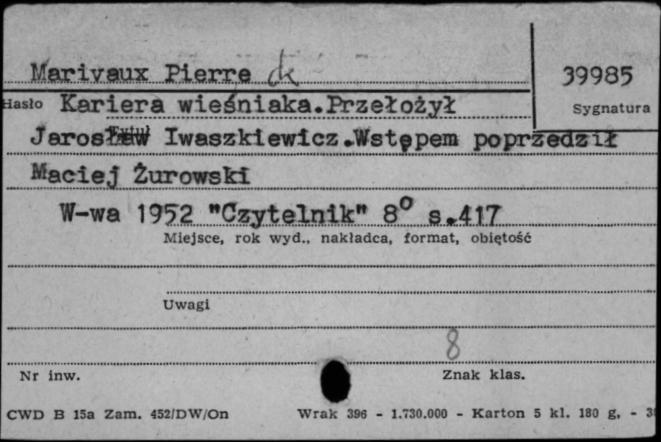 Marivaux Pierre dk
39985
Hasło Kariera wieśniaka.Przełożył
Sygnatura
Jarosław Iwaszkiewicz.Wstępem poprzedził
Maciej Żurowski
W-wa 1952 "Czytelnik" 8° s.417
Miejsce, rok wyd., nakładca, format, objętość
Uwagi
8
Nr inw.
Znak klas.
CWD B 15a Zam. 452/DW/On Wrak 396 - 1.730.000 - Karton 5 kl. 180 g, -